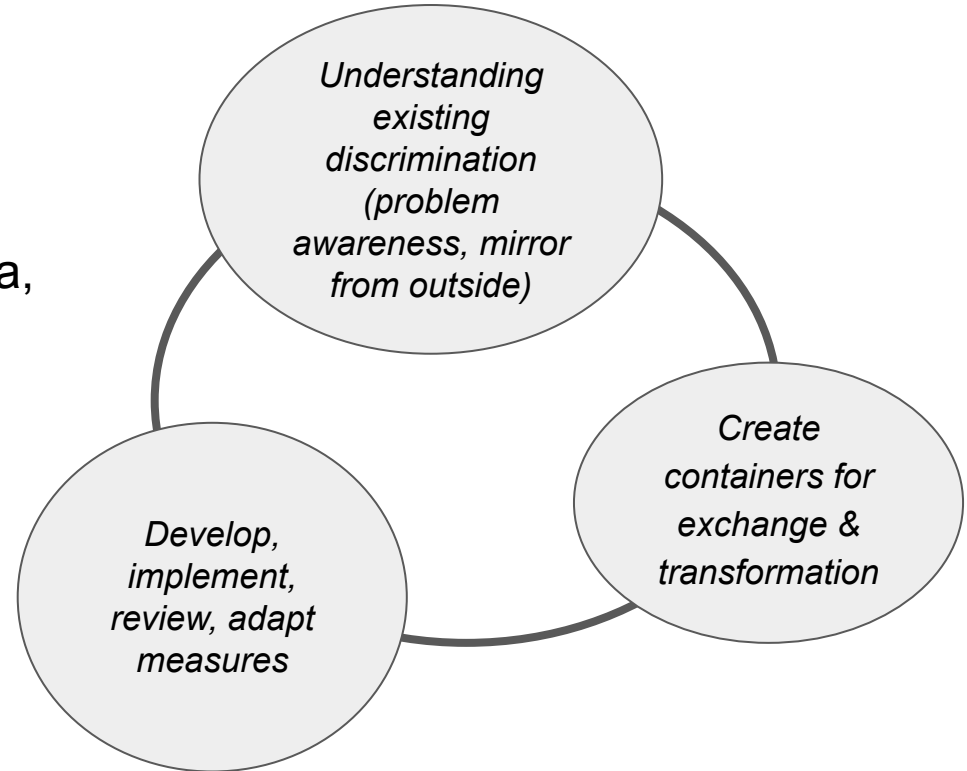 Understanding
existing
discrimination
(problem
awareness, mirror
from outside)
a,
Create
containers for
exchange &
transformation
Develop,
implement,
review, adapt
measures